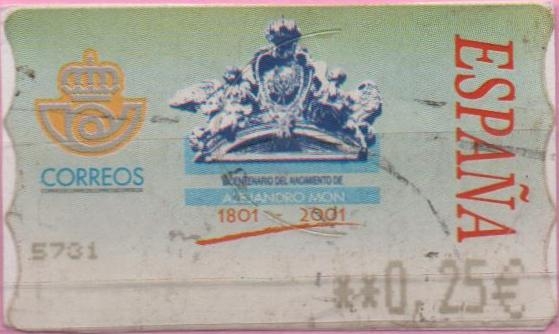 CORREOS
BICENTENARIO DEL NACIMIENTO DE
ALEJANDRO MON
1801 - 2001
ESPAÑA
5731
**0,25€